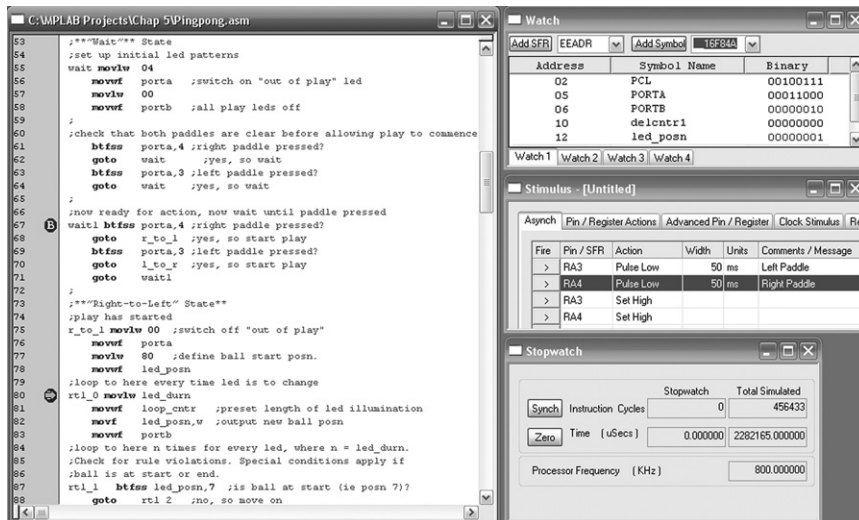 C:\MPLAB Projects\Chap 5\Pingpong.asm
53 ;**"Wait"** State
54 ;set up initial led patterns
55 wait movlw 04
56 movwf porta ;switch on "out of play" led
57 movlw 00
58 movwf portb ;all play leds off
59 ;
60 ;check that both paddles are clear before allowing play to commence
61 btfss porta,4 ;right paddle pressed?
62 goto wait ;yes, so wait
63 btfss porta,3 ;left paddle pressed?
64 goto wait ;yes, so wait
65 ;
66 ;now ready for action, now wait until paddle pressed
67 B wait1 btfss porta,4 ;right paddle pressed?
68 goto r_to_l ;yes, so start play
69 btfss porta,3 ;left paddle pressed?
70 goto l_to_r ;yes, so start play
71 goto wait1
72 ;
73 ;**"Right-to-Left" State**
74 ;play has started
75 r_to_l movlw 00 ;switch off "out of play"
76 movwf porta
77 movlw 80 ;define ball start posn.
78 movwf led_posn
79 ;loop to here every time led is to change
80 rtl_0 movlw led_durn
81 movwf loop_cntr ;preset length of led illumination
82 movf led_posn,w ;output new ball posn
83 movwf portb
84 ;loop to here n times for every led, where n = led_durn.
85 ;Check for rule violations. Special conditions apply if
86 ;ball is at start or end.
87 rtl_1 btfss led_posn,7 ;is ball at start (ie posn 7)?
88 goto rtl_2 ;no, so move on
Watch
Add SFR EEADR Add Symbol 16F84A
Address Symbol Name Binary
02 PCL 00100111
05 PORTA 00011000
06 PORTB 00000010
10 delcntr1 00000000
12 led_posn 00000001
Watch 1 Watch 2 Watch 3 Watch 4
Stimulus - [Untitled]
Asynch Pin / Register Actions Advanced Pin / Register Clock Stimulus Re
Fire Pin / SFR Action Width Units Comments / Message
> RA3 Pulse Low 50 ms Left Paddle
> RA4 Pulse Low 50 ms Right Paddle
> RA3 Set High
> RA4 Set High
Stopwatch
Stopwatch Total Simulated
Synch Instruction Cycles 0 456433
Zero Time (uSecs) 0.000000 2282165.000000
Processor Frequency (KHz) 800.000000